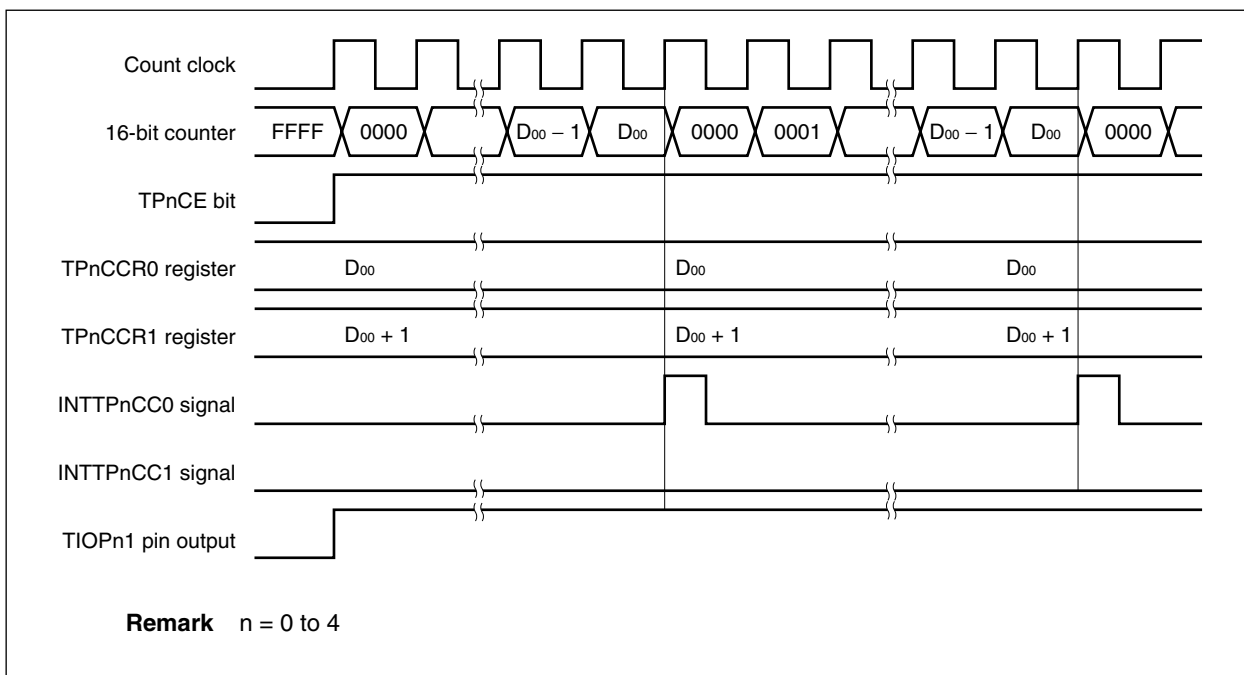 Count clock
16-bit counter FFFF 0000 D00 − 1 D00 0000 0001 D00 − 1 D00 0000
TPnCE bit
TPnCCR0 register D00 D00 D00
TPnCCR1 register D00 + 1 D00 + 1 D00 + 1
INTTPnCC0 signal
INTTPnCC1 signal
TIOPn1 pin output
Remark n = 0 to 4